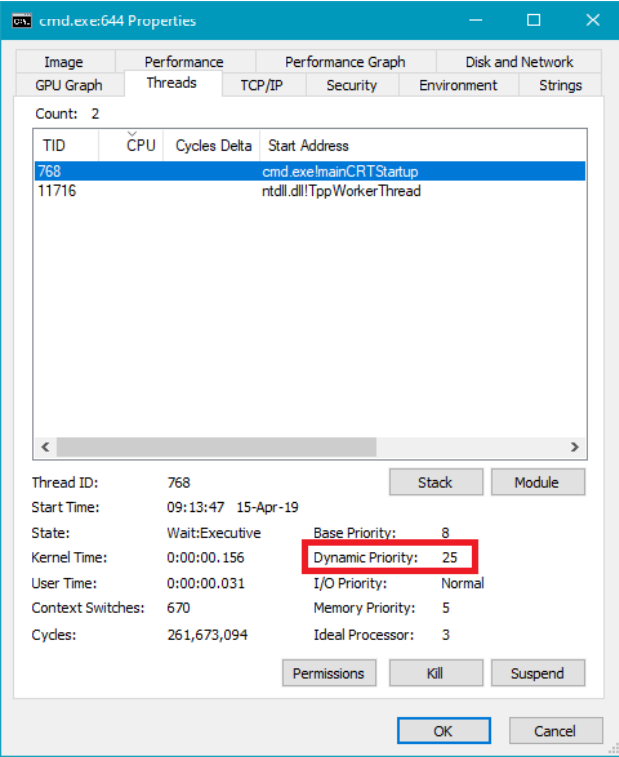 cmd.exe:644 Properties
Image Performance Performance Graph Disk and Network
GPU Graph Threads TCP/IP Security Environment Strings
Count: 2
TID CPU Cycles Delta Start Address
768 cmd.exe!mainCRTStartup
11716 ntdll.dll!TppWorkerThread
Thread ID: 768 Stack Module
Start Time: 09:13:47 15-Apr-19
State: Wait:Executive Base Priority: 8
Kernel Time: 0:00:00.156 Dynamic Priority: 25
User Time: 0:00:00.031 I/O Priority: Normal
Context Switches: 670 Memory Priority: 5
Cycles: 261,673,094 Ideal Processor: 3
Permissions Kill Suspend
OK Cancel